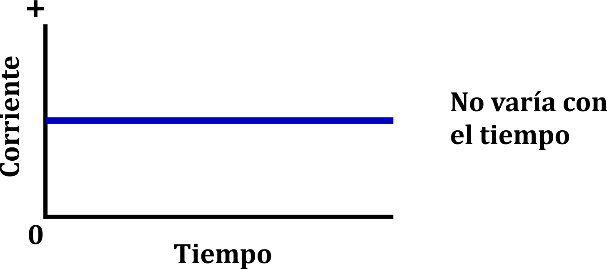 +
Corriente
No varía con
el tiempo
0
Tiempo